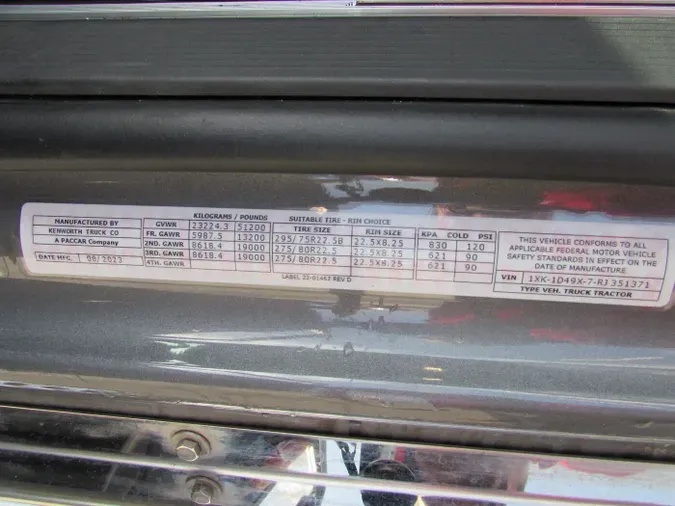 MANUFACTURED BY
KENWORTH TRUCK CO
A PACCAR Company
DATE MFG. 08/2023
KILOGRAMS / POUNDS
GVWR 23224.3 51200
FR. GAWR 5987.5 13200
2ND. GAWR 8618.4 19000
3RD. GAWR 8618.4 19000
4TH. GAWR
SUITABLE TIRE - RIM CHOICE
TIRE SIZE RIM SIZE
295/75R22.5B 22.5X8.25
275/80R22.5 22.5X8.25
275/80R22.5 22.5X8.25
KPA COLD PSI
830 120
621 90
621 90
LABEL 22-01462 REV D
THIS VEHICLE CONFORMS TO ALL
APPLICABLE FEDERAL MOTOR VEHICLE
SAFETY STANDARDS IN EFFECT ON THE
DATE OF MANUFACTURE
VIN 1XK-1D49X-7-RJ351371
TYPE VEH. TRUCK TRACTOR